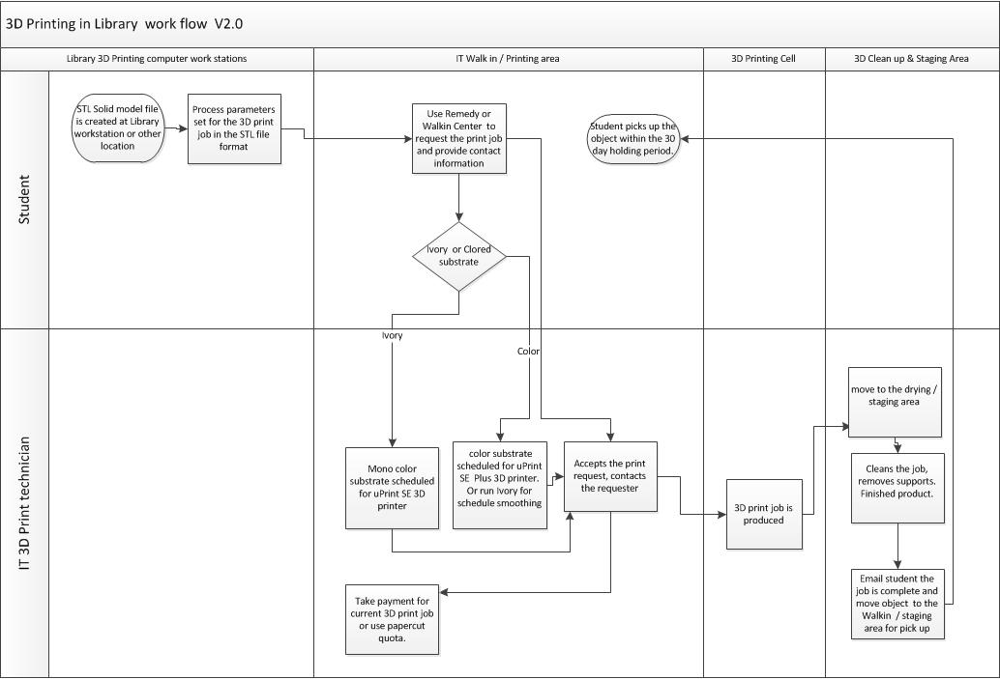 3D Printing in Library work flow V2.0
Library 3D Printing computer work stations
IT Walk in / Printing area
3D Printing Cell
3D Clean up & Staging Area
Student
STL Solid model file
is created at Library
workstation or other
location
Process parameters
set for the 3D print
job in the STL file
format
Use Remedy or
Walkin Center to
request the print job
and provide contact
information
Student picks up the
object within the 30
day holding period.
Ivory or Clored
substrate
Ivory
Color
IT 3D Print technician
Mono color
substrate scheduled
for uPrint SE 3D
printer
color substrate
scheduled for uPrint
SE Plus 3D printer.
Or run Ivory for
schedule smoothing
Accepts the print
request, contacts
the requester
Take payment for
current 3D print job
or use papercut
quota.
3D print job is
produced
move to the drying /
staging area
Cleans the job,
removes supports.
Finished product.
Email student the
job is complete and
move object to the
Walkin / staging
area for pick up